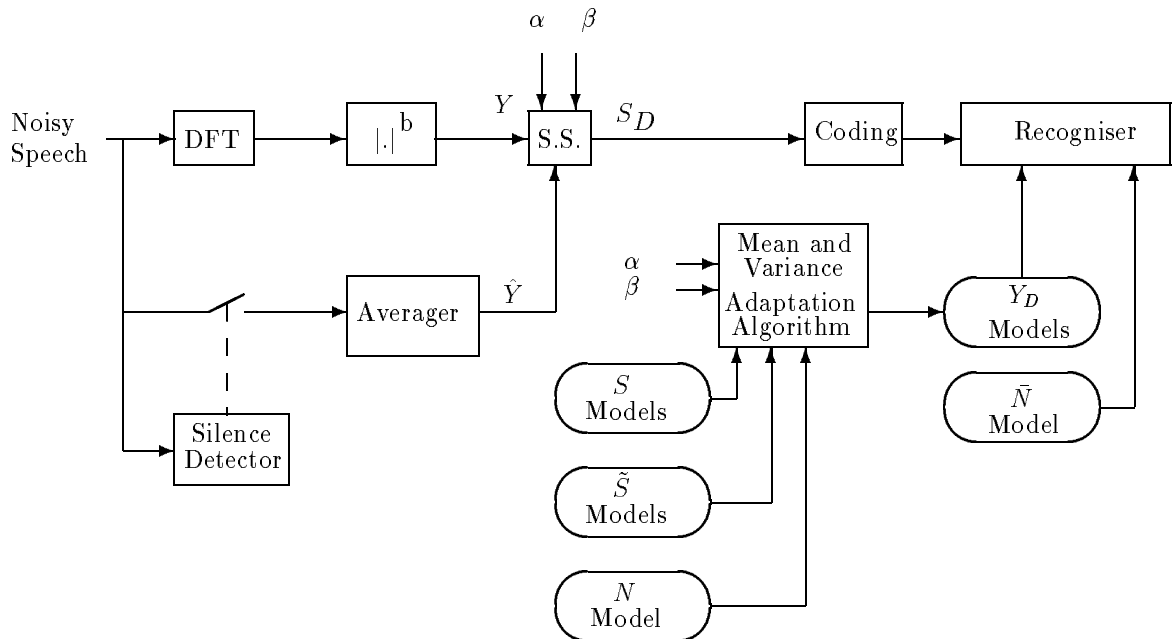 α β
Noisy
Speech
DFT
|.|^b
Y
S.S.
S_D
Coding
Recogniser
α
β
Mean and
Variance
Adaptation
Algorithm
Y_D
Models
Averager
Ŷ
S
Models
N̄
Model
Silence
Detector
S̃
Models
N
Model